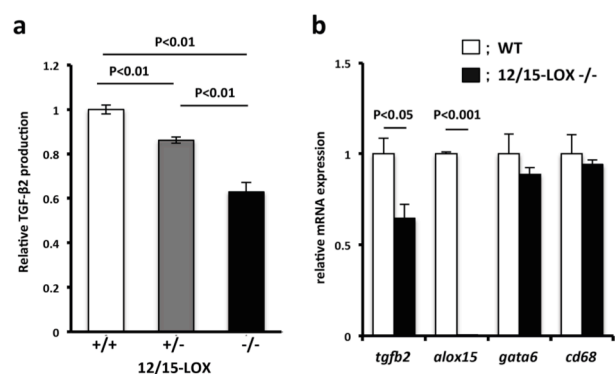 a
P<0.01
P<0.01
P<0.01
Relative TGF-β2 production
1.2
1
0.8
0.6
0.4
0.2
0
+/+ +/- -/-
12/15-LOX
b
; WT
; 12/15-LOX -/-
P<0.05 P<0.001
relative mRNA expression
1.5
1
0.5
0
tgfb2 alox15 gata6 cd68